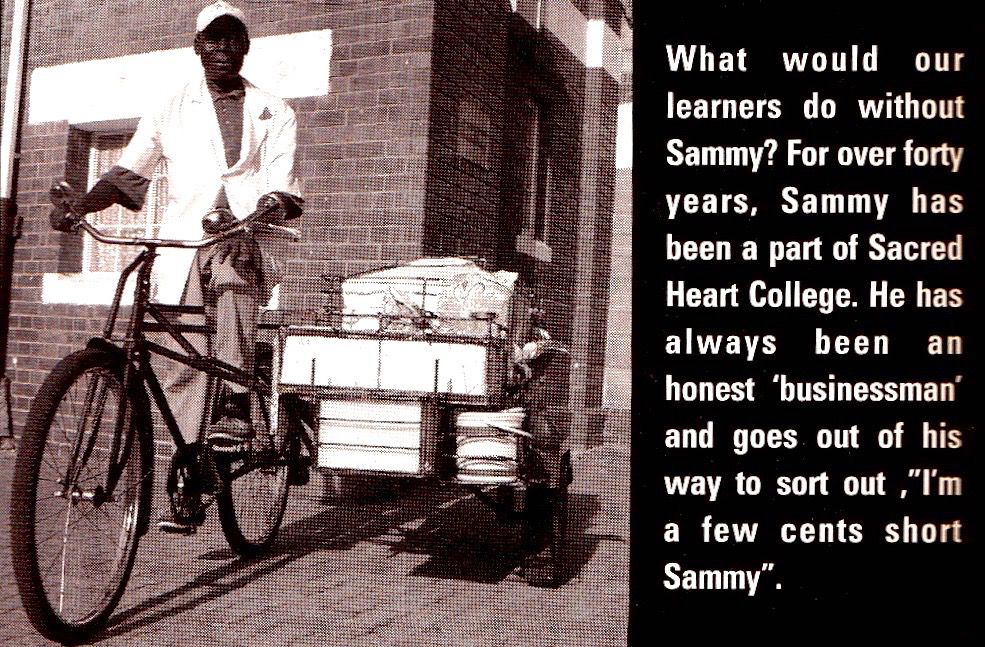 What would our
learners do without
Sammy? For over forty
years, Sammy has
been a part of Sacred
Heart College. He has
always been an
honest ‘businessman’
and goes out of his
way to sort out ,”I’m
a few cents short
Sammy”.